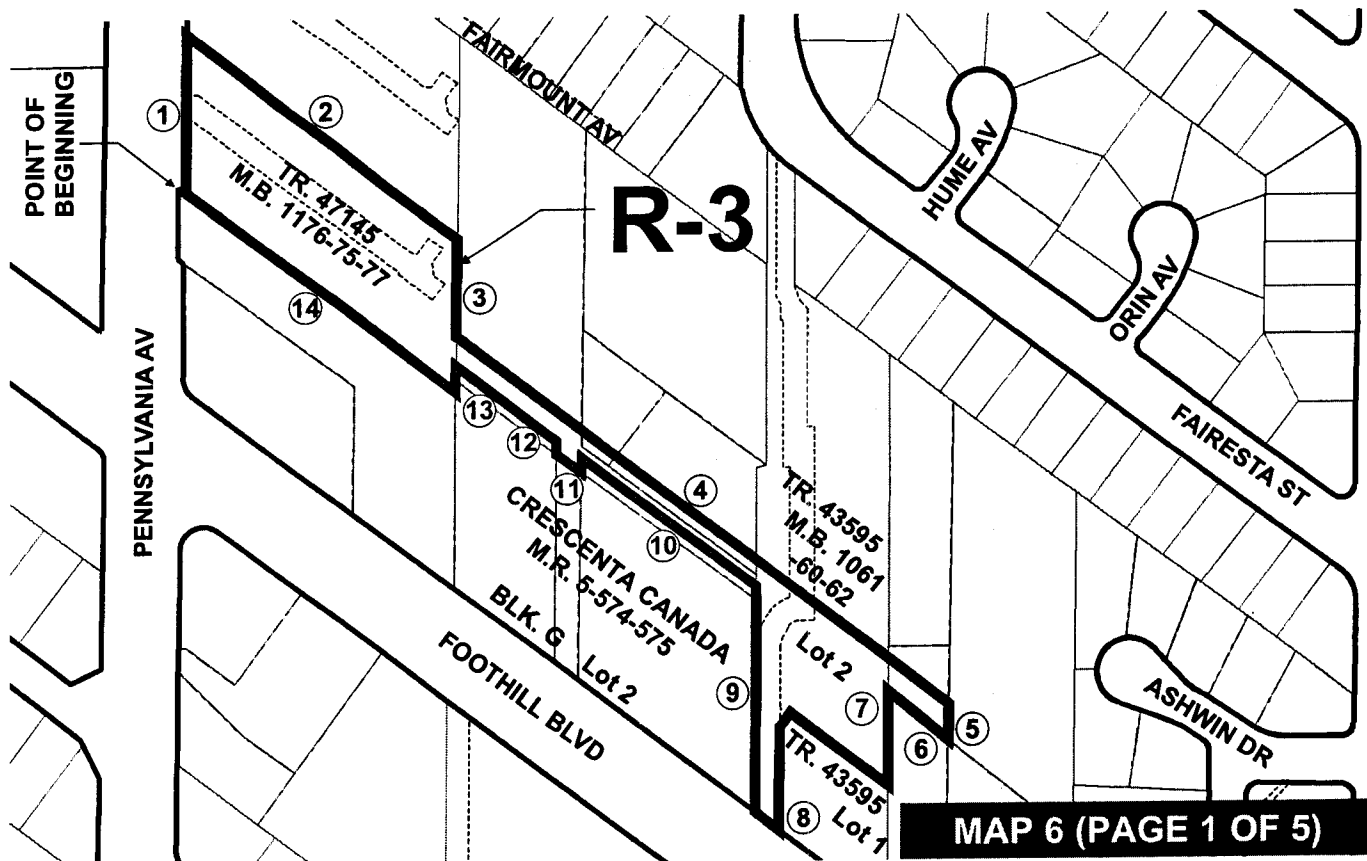 FAIRMOUNT AV
POINT OF
BEGINNING
①
②
TR. 47145
M.B. 1176-75-77
R-3
HUME AV
ORIN AV
③
⑭
FAIRESTA ST
PENNSYLVANIA AV
⑬
⑫
⑪
④
⑩
CRESCENTA CANADA
M.R. 5-574-575
BLK. G
Lot 2
TR. 43595
M.B. 1061
-60-62
Lot 2
FOOTHILL BLVD
⑨
⑦
⑥
⑤
ASHWIN DR
TR. 43595
Lot 1
⑧
MAP 6 (PAGE 1 OF 5)